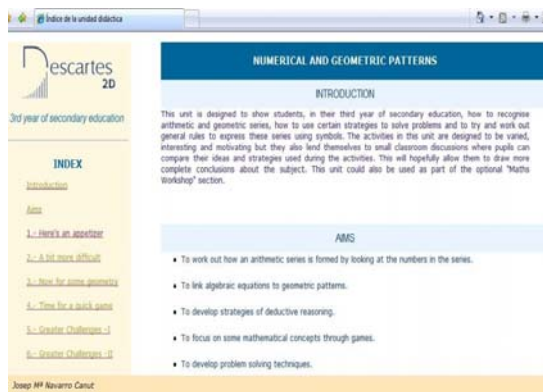 Índice de la unidad didáctica
Descartes
2D
3rd year of secondary education
INDEX
Introduction
Aims
1.- Here's an appetizer
2.- A bit more difficult
3.- Now for some geometry
4.- Time for a quick game
5.- Greater Challenges -I
6.- Greater Challenges -II
NUMERICAL AND GEOMETRIC PATTERNS
INTRODUCTION
This unit is designed to show students, in their third year of secondary education, how to recognise
arithmetic and geometric series, how to use certain strategies to solve problems and to try and work out
general rules to express these series using symbols. The activities in this unit are designed to be varied,
interesting and motivating but they also lend themselves to small classroom discussions where pupils can
compare their ideas and strategies used during the activities. This will hopefully allow them to draw more
complete conclusions about the subject. This unit could also be used as part of the optional "Maths
Workshop" section.
AIMS
• To work out how an arithmetic series is formed by looking at the numbers in the series.
• To link algebraic equations to geometric patterns.
• To develop strategies of deductive reasoning.
• To focus on some mathematical concepts through games.
• To develop problem solving techniques.
Josep Mª Navarro Canut